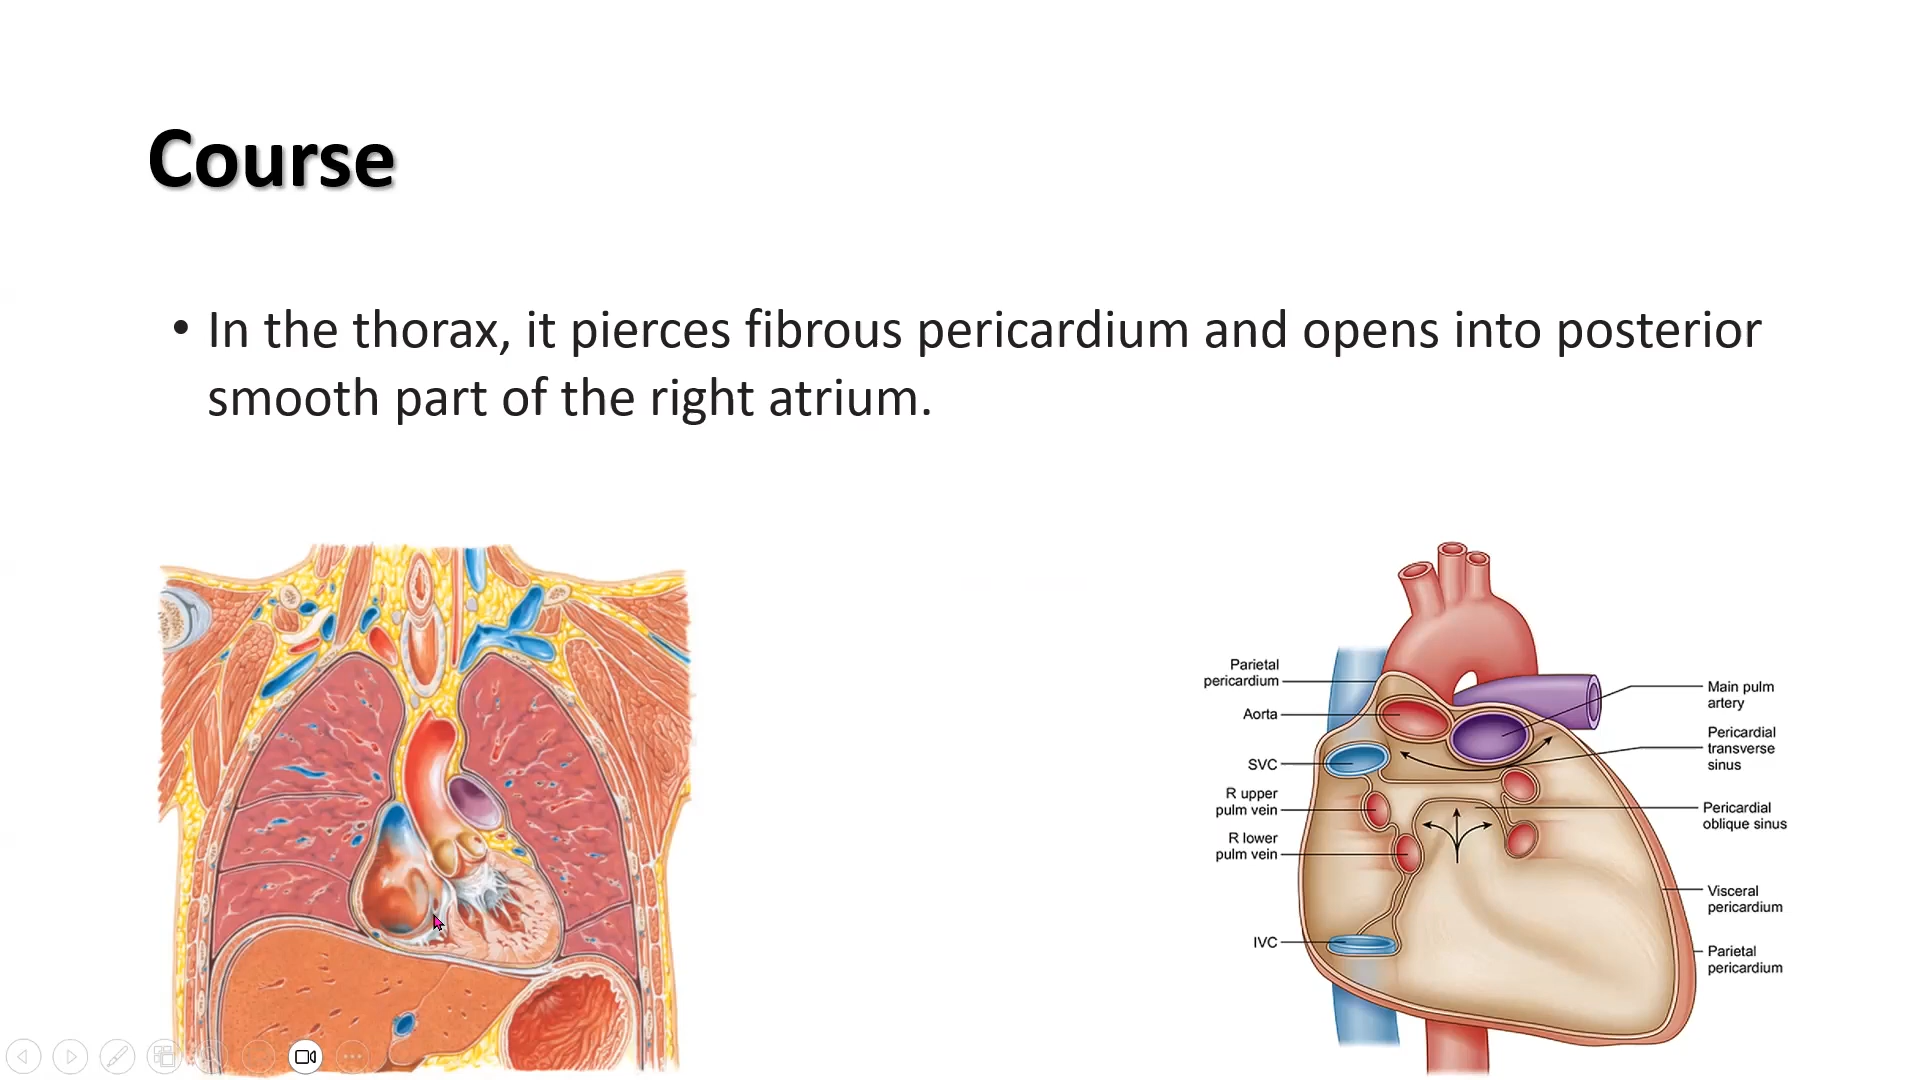 Course
• In the thorax, it pierces fibrous pericardium and opens into posterior
smooth part of the right atrium.
Parietal
pericardium
Aorta
SVC
R upper
pulm vein
R lower
pulm vein
IVC
Main pulm
artery
Pericardial
transverse
sinus
Pericardial
oblique sinus
Visceral
pericardium
Parietal
pericardium